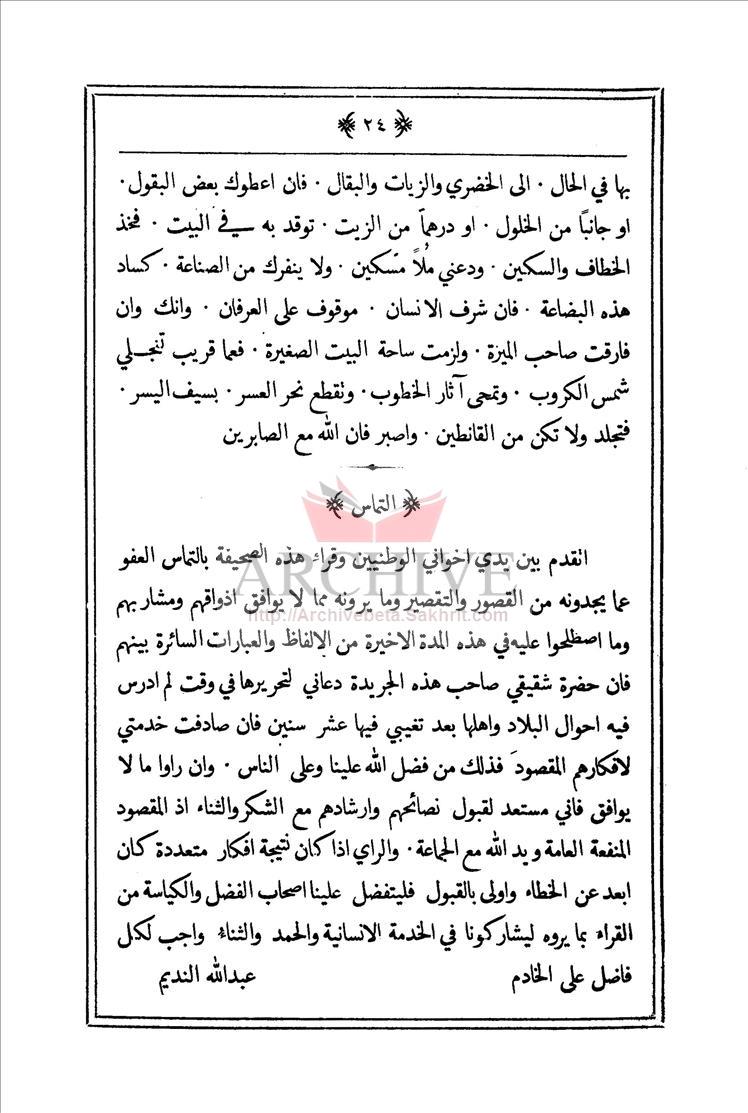 ٢٤
بها في الحال · الى الخضري والزيات والبقال · فان اعطوك بعض البقول ·
او جانبًا من الخلول · او درهمًا من الزيت · توقد به في البيت · فخذ
الخطاف والسكين · ودعني مُلاًّ مسكين · ولا ينفرك من الصناعة · كساد
هذه البضاعة · فان شرف الانسان · موقوف على العرفان · وانك وان
فارقت صاحب الميزة · ولزمت ساحة البيت الصغيرة · فعما قريب تنجلي
شمس الكروب · وتمحى آثار الخطوب · وتقطع نحر العسر · بسيف اليسر ·
فتجلد ولا تكن من القانطين · واصبر فان الله مع الصابرين
التماس
اتقدم بين يدي اخواني الوطنيين وقراء هذه الصحيفة بالتماس العفو
عما يجدونه من القصور والتقصير وما يرونه مما لا يوافق اذواقهم ومشاربهم
وما اصطلحوا عليه في هذه المدة الاخيرة من الالفاظ والعبارات السائرة بينهم
فان حضرة شقيقي صاحب هذه الجريدة دعاني لتحريرها في وقت لم ادرس
فيه احوال البلاد واهلها بعد تغيبي فيها عشر سنين فان صادفت خدمتي
لافكارهم المقصود فذلك من فضل الله علينا وعلى الناس · وان راوا ما لا
يوافق فاني مستعد لقبول نصائحهم وارشادهم مع الشكر والثناء اذ المقصود
المنفعة العامة ويد الله مع الجماعة · والراي اذا كان نتيجة افكار متعددة كان
ابعد عن الخطاء واولى بالقبول فليتفضل علينا اصحاب الفضل والكياسة من
القراء بما يروه ليشاركونا في الخدمة الانسانية والحمد والثناء واجب لكل
فاضل على الخادم عبدالله النديم
ARCHIVE
http://Archivebeta.Sakhrit.com